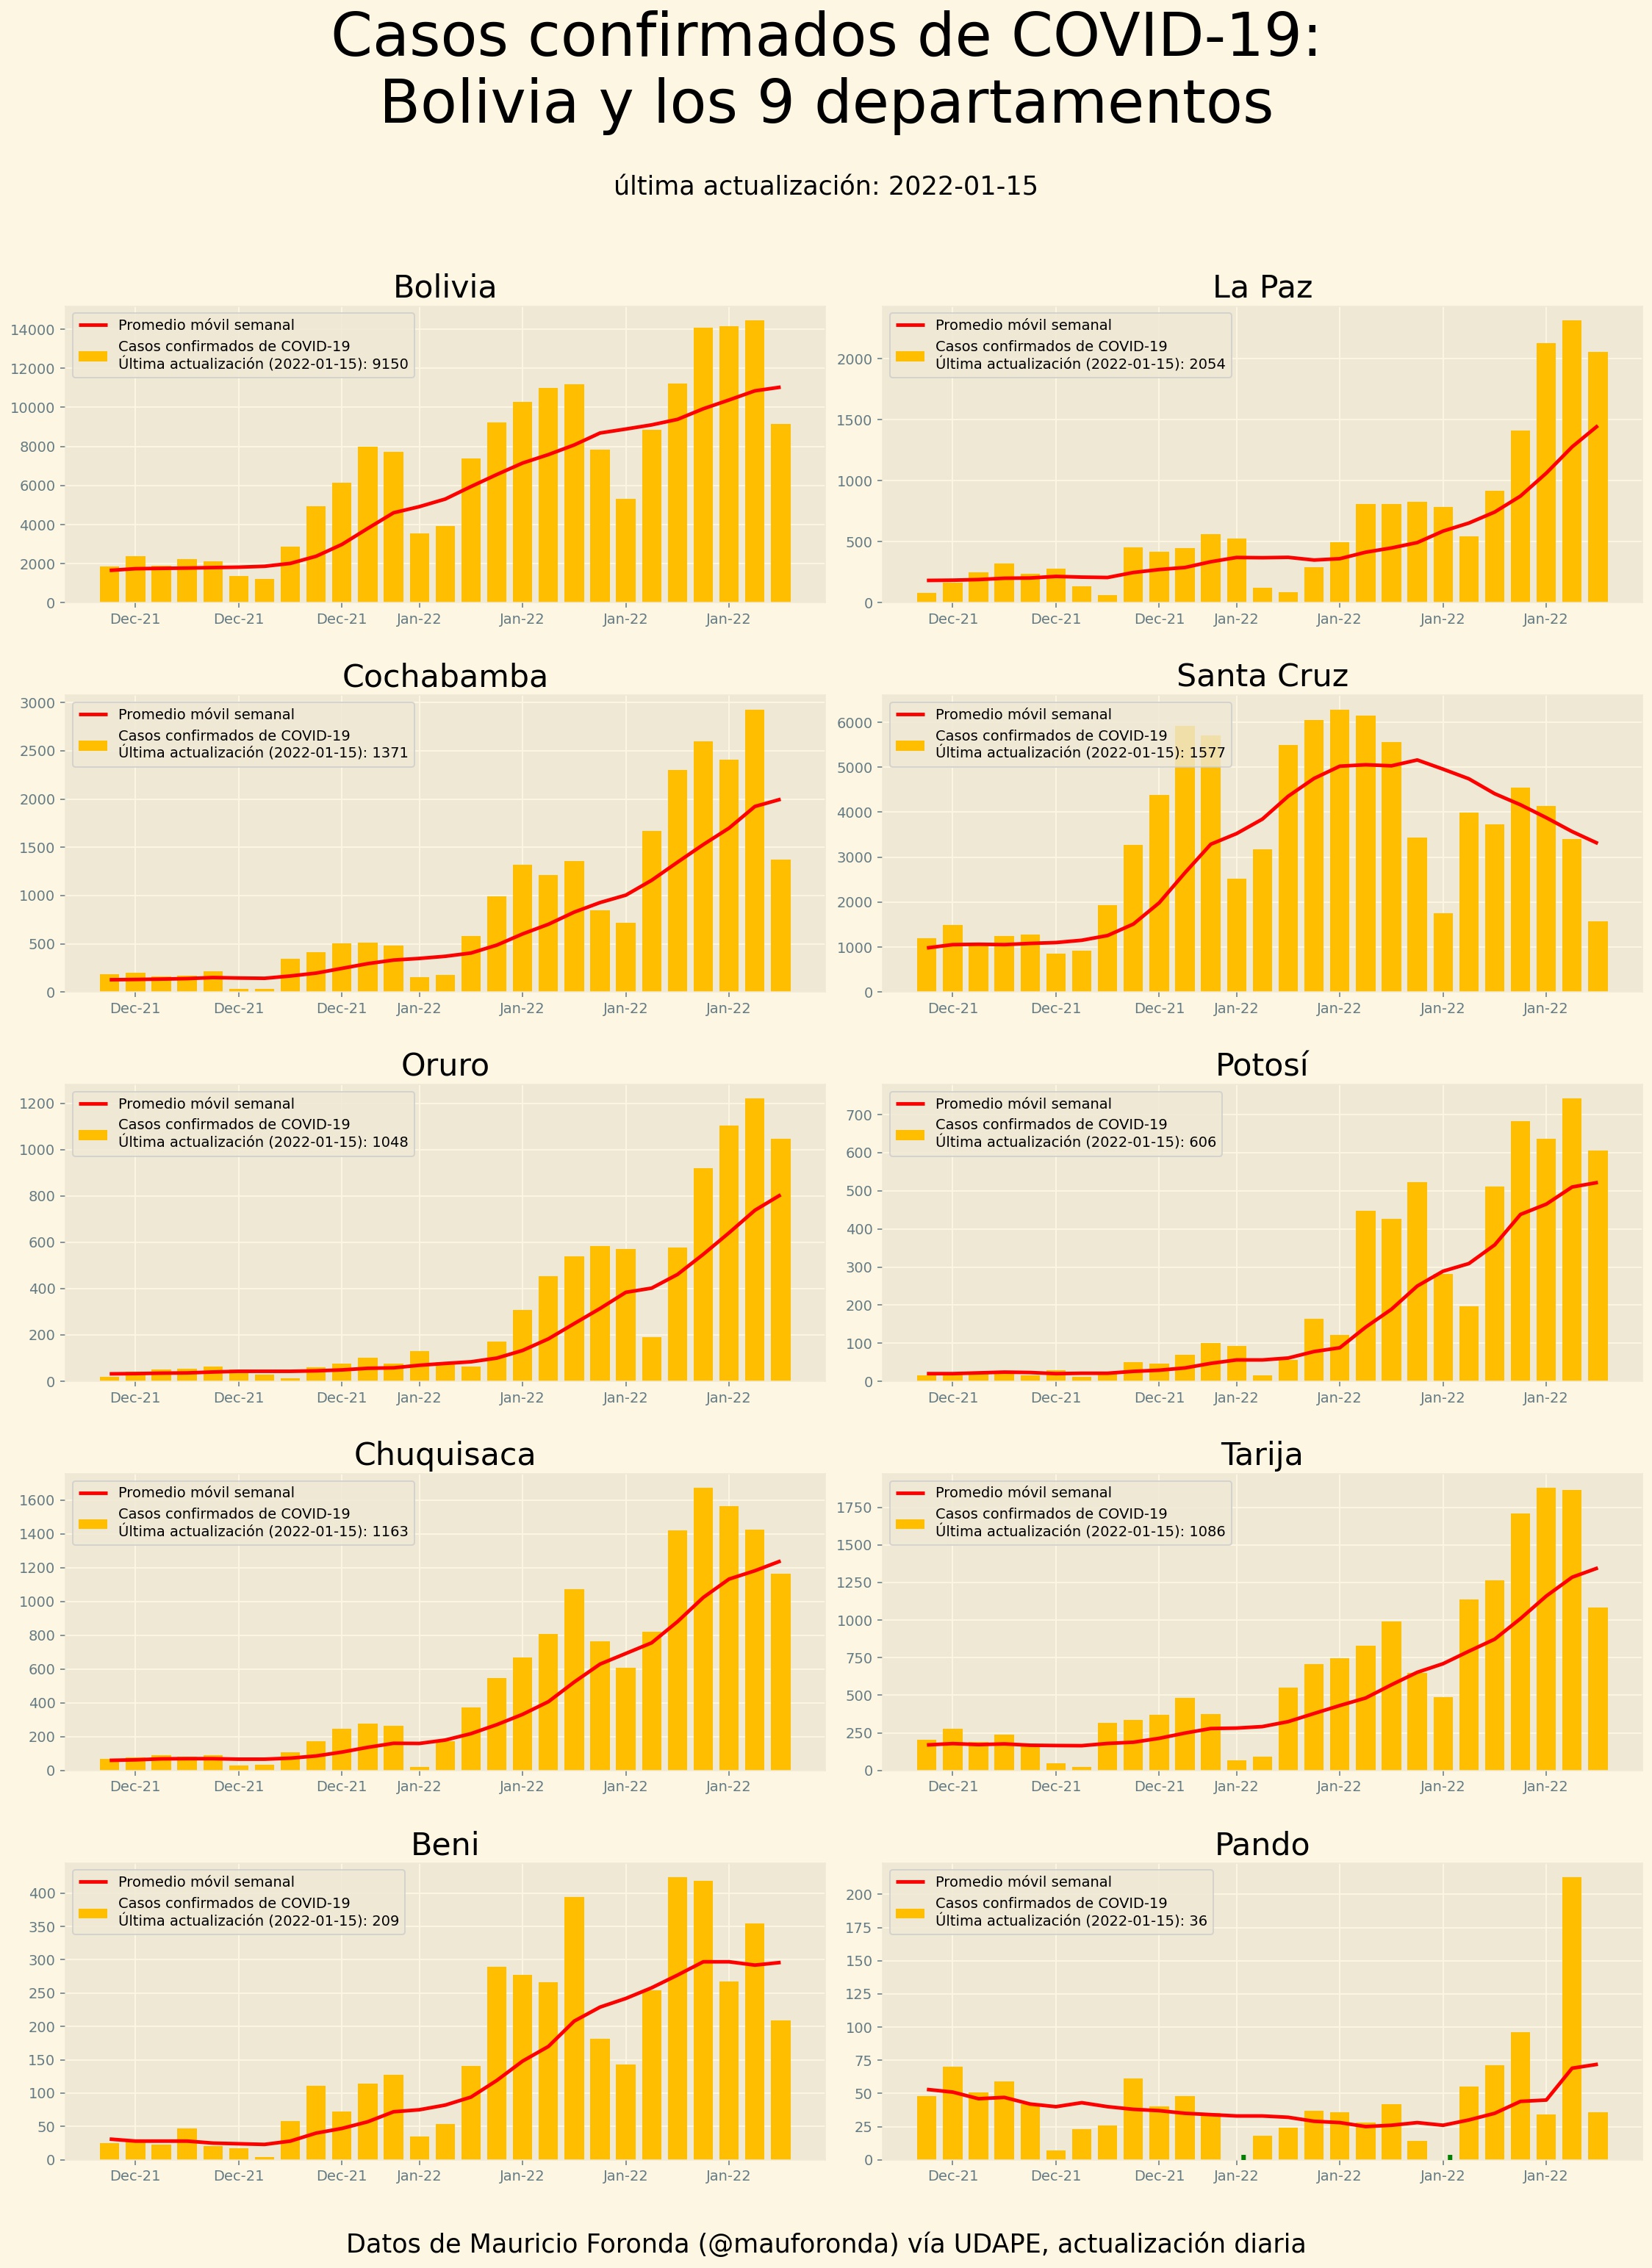 Casos confirmados de COVID-19:
Bolivia y los 9 departamentos
última actualización: 2022-01-15
Bolivia
Promedio móvil semanal
Casos confirmados de COVID-19
Última actualización (2022-01-15): 9150
14000
12000
10000
8000
6000
4000
2000
0
Dec-21 Dec-21 Dec-21 Jan-22 Jan-22 Jan-22 Jan-22
La Paz
Promedio móvil semanal
Casos confirmados de COVID-19
Última actualización (2022-01-15): 2054
2000
1500
1000
500
0
Dec-21 Dec-21 Dec-21 Jan-22 Jan-22 Jan-22 Jan-22
Cochabamba
Promedio móvil semanal
Casos confirmados de COVID-19
Última actualización (2022-01-15): 1371
3000
2500
2000
1500
1000
500
0
Dec-21 Dec-21 Dec-21 Jan-22 Jan-22 Jan-22 Jan-22
Santa Cruz
Promedio móvil semanal
Casos confirmados de COVID-19
Última actualización (2022-01-15): 1577
6000
5000
4000
3000
2000
1000
0
Dec-21 Dec-21 Dec-21 Jan-22 Jan-22 Jan-22 Jan-22
Oruro
Promedio móvil semanal
Casos confirmados de COVID-19
Última actualización (2022-01-15): 1048
1200
1000
800
600
400
200
0
Dec-21 Dec-21 Dec-21 Jan-22 Jan-22 Jan-22 Jan-22
Potosí
Promedio móvil semanal
Casos confirmados de COVID-19
Última actualización (2022-01-15): 606
700
600
500
400
300
200
100
0
Dec-21 Dec-21 Dec-21 Jan-22 Jan-22 Jan-22 Jan-22
Chuquisaca
Promedio móvil semanal
Casos confirmados de COVID-19
Última actualización (2022-01-15): 1163
1600
1400
1200
1000
800
600
400
200
0
Dec-21 Dec-21 Dec-21 Jan-22 Jan-22 Jan-22 Jan-22
Tarija
Promedio móvil semanal
Casos confirmados de COVID-19
Última actualización (2022-01-15): 1086
1750
1500
1250
1000
750
500
250
0
Dec-21 Dec-21 Dec-21 Jan-22 Jan-22 Jan-22 Jan-22
Beni
Promedio móvil semanal
Casos confirmados de COVID-19
Última actualización (2022-01-15): 209
400
350
300
250
200
150
100
50
0
Dec-21 Dec-21 Dec-21 Jan-22 Jan-22 Jan-22 Jan-22
Pando
Promedio móvil semanal
Casos confirmados de COVID-19
Última actualización (2022-01-15): 36
200
175
150
125
100
75
50
25
0
Dec-21 Dec-21 Dec-21 Jan-22 Jan-22 Jan-22 Jan-22
Datos de Mauricio Foronda (@mauforonda) vía UDAPE, actualización diaria